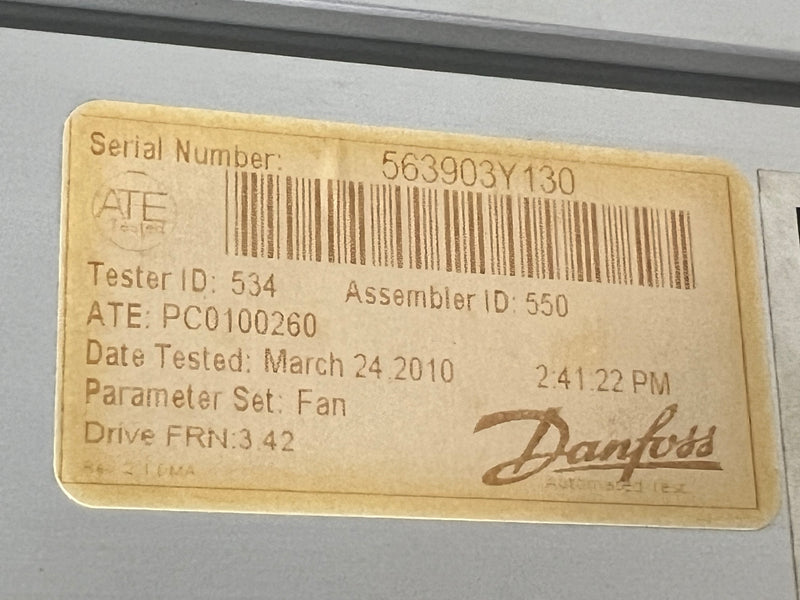 Serial Number: 563903Y130
ATE
Tested
Tester ID: 534 Assembler ID: 550
ATE: PC0100260
Date Tested: March 24 2010 2:41:22 PM
Parameter Set: Fan
Drive FRN:3.42
Danfoss
Automated Test